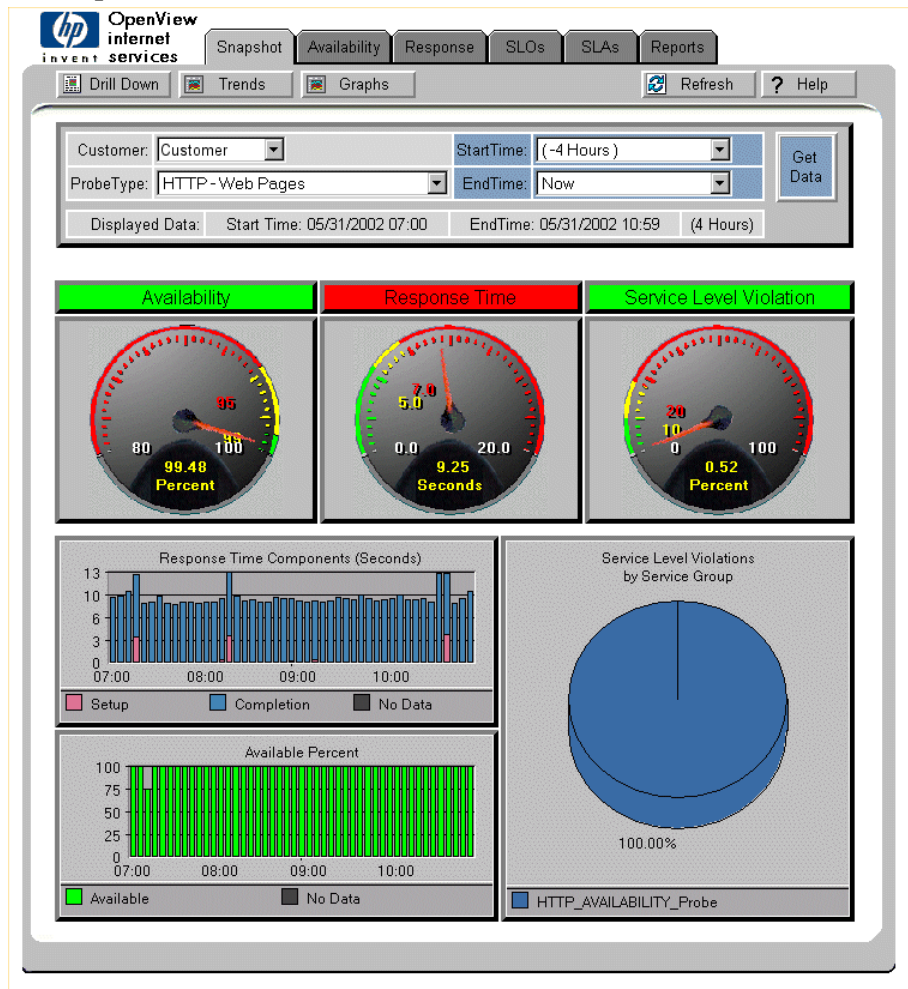 hp
invent
OpenView
internet
services
Snapshot Availability Response SLOs SLAs Reports
Drill Down Trends Graphs Refresh ? Help
Customer: Customer StartTime: (-4 Hours )
ProbeType: HTTP - Web Pages EndTime: Now
Get
Data
Displayed Data: Start Time: 05/31/2002 07:00 EndTime: 05/31/2002 10:59 (4 Hours)
Availability Response Time Service Level Violation
95
99
80 100
99.48
Percent
7.0
5.0
0.0 20.0
9.25
Seconds
20
10
0 100
0.52
Percent
Response Time Components (Seconds)
13
10
6
3
0
07:00 08:00 09:00 10:00
Setup Completion No Data
Available Percent
100
75
50
25
0
07:00 08:00 09:00 10:00
Available No Data
Service Level Violations
by Service Group
100.00%
HTTP_AVAILABILITY_Probe